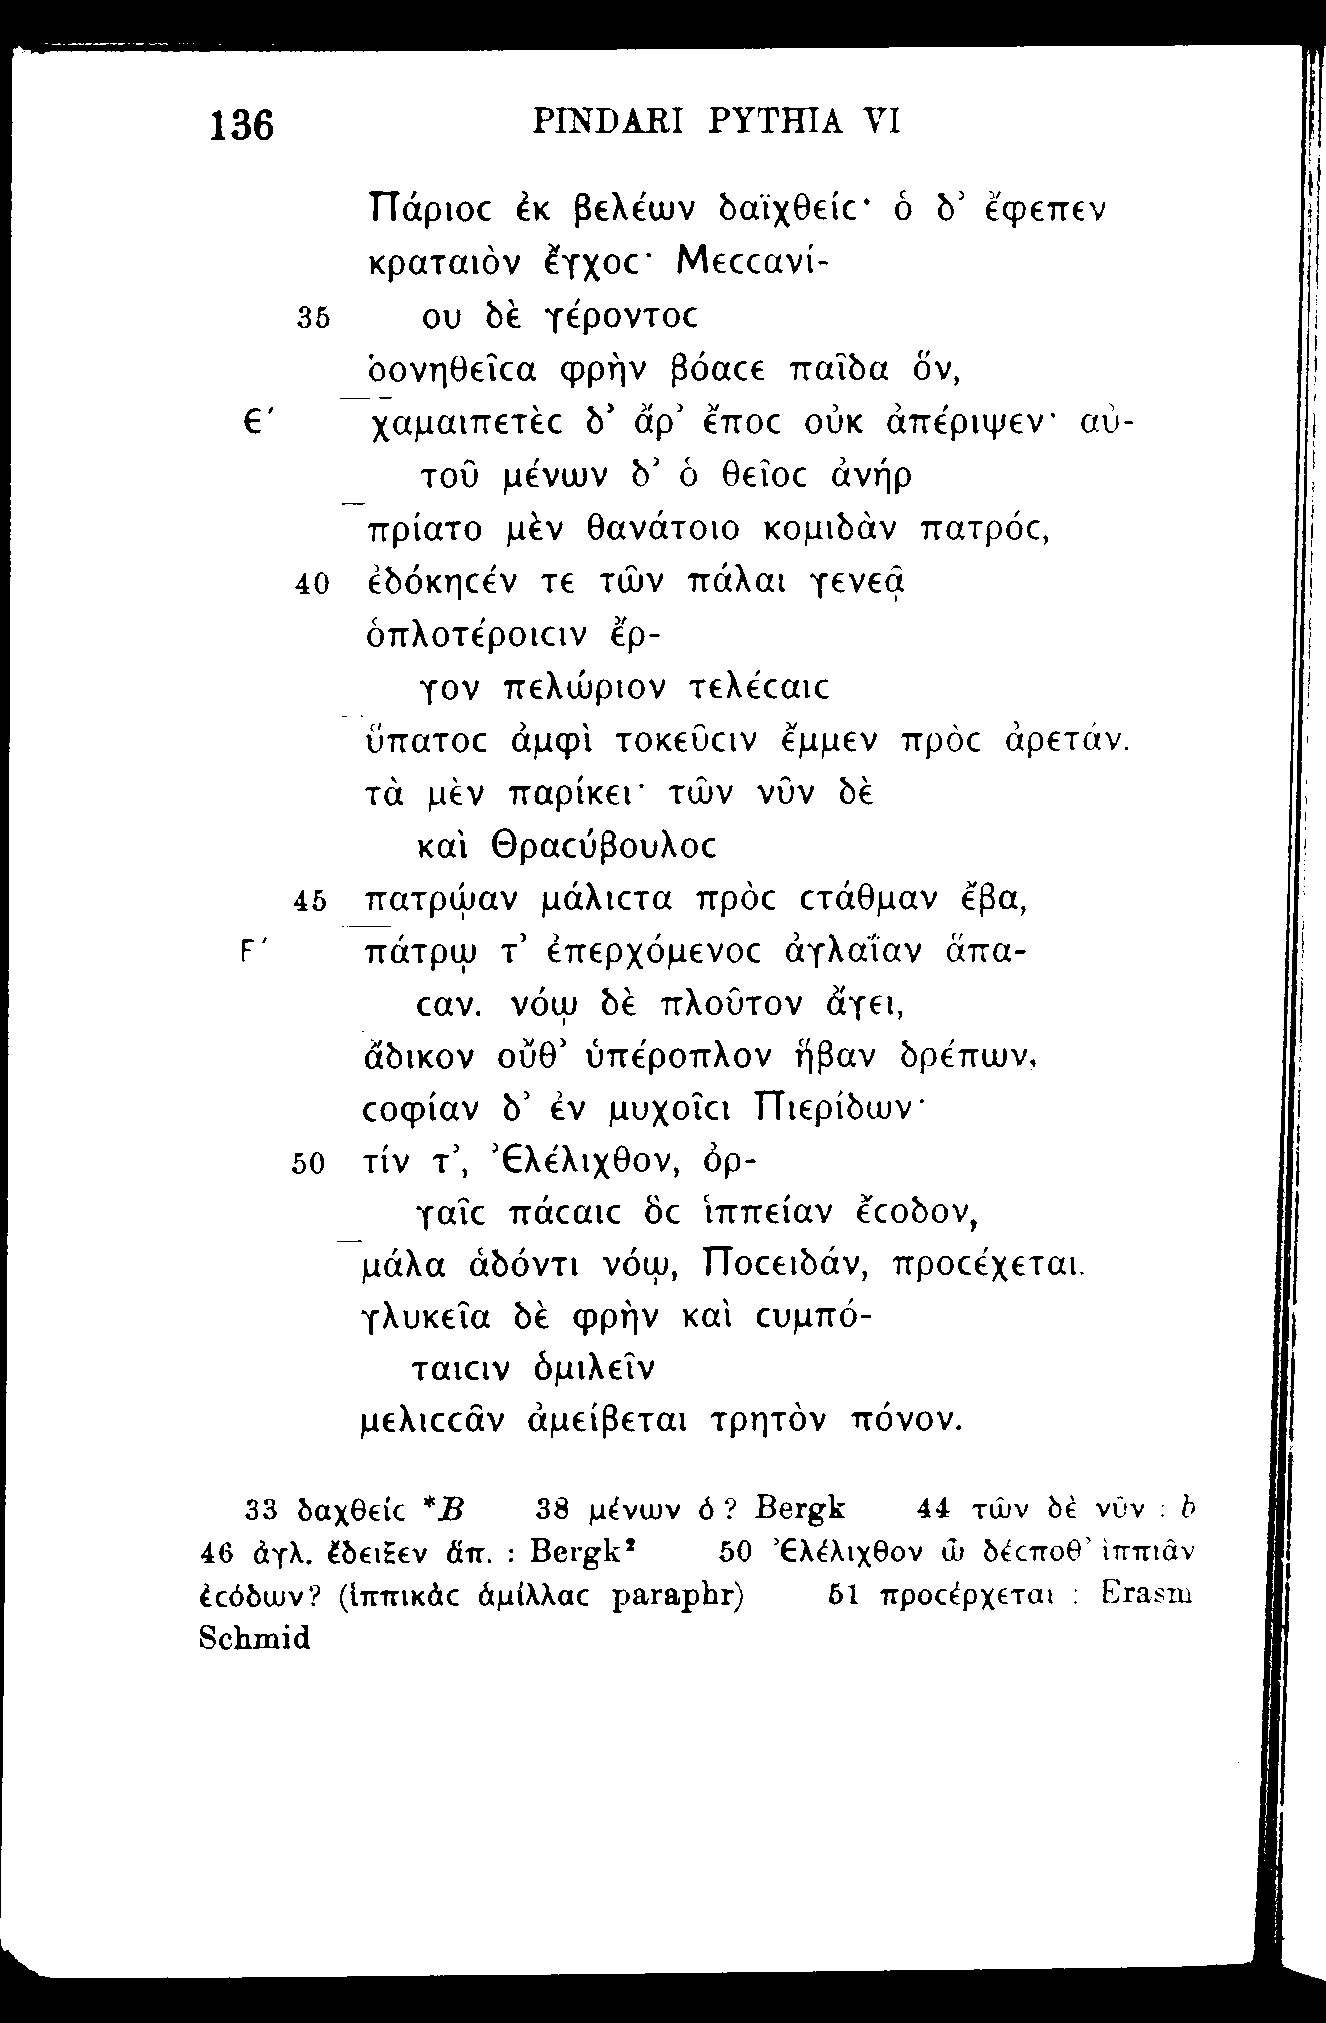 136 PINDARI PYTHIA VI
Πάριοϲ ἐκ βελέων δαϊχθείϲ· ὁ δ’ ἔφεπεν
κραταιὸν ἔγχοϲ· Μεϲϲανί-
35 ου δὲ γέροντοϲ
δονηθεῖϲα φρὴν βόαϲε παῖδα ὅν,
Ε′ χαμαιπετὲϲ δ’ ἄρ’ ἔποϲ οὐκ ἀπέριψεν· αὐ-
τοῦ μένων δ’ ὁ θεῖοϲ ἀνήρ
πρίατο μὲν θανάτοιο κομιδὰν πατρόϲ,
40 ἐδόκηϲέν τε τῶν πάλαι γενεᾷ
ὁπλοτέροιϲιν ἔρ-
γον πελώριον τελέϲαιϲ
ὕπατοϲ ἀμφὶ τοκεῦϲιν ἔμμεν πρὸϲ ἀρετάν.
τὰ μὲν παρίκει· τῶν νῦν δὲ
καὶ Θραϲύβουλοϲ
45 πατρῴαν μάλιϲτα πρὸϲ ϲτάθμαν ἔβα,
Ϝ′ πάτρῳ τ’ ἐπερχόμενοϲ ἀγλαΐαν ἅπα-
ϲαν. νόῳ δὲ πλοῦτον ἄγει,
ἄδικον οὔθ’ ὑπέροπλον ἥβαν δρέπων,
ϲοφίαν δ’ ἐν μυχοῖϲι Πιερίδων·
50 τίν τ’, Ἐλέλιχθον, ὀρ-
γαῖϲ πάϲαιϲ ὃϲ ἱππείαν ἔϲοδον,
μάλα ἁδόντι νόῳ, Ποϲειδάν, προϲέχεται.
γλυκεῖα δὲ φρὴν καὶ ϲυμπό-
ταιϲιν ὁμιλεῖν
μελιϲϲᾶν ἀμείβεται τρητὸν πόνον.
33 δαχθείϲ *B 38 μένων ὁ? Bergk 44 τῶν δὲ νῦν : b
46 ἀγλ. ἔδειξεν ἅπ. : Bergk² 50 Ἐλέλιχθον ὦ δέϲποθ’ ἱππιᾶν
ἐϲόδων? (ἱππικὰϲ ἁμίλλαϲ paraphr) 51 προϲέρχεται : Erasm
Schmid